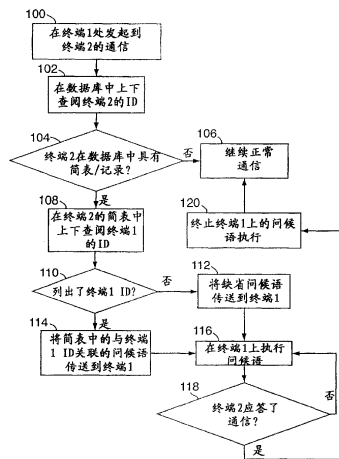 100
在终端1处发起到
终端2的通信
102
在数据库中上下
查阅终端2的ID
104
终端2在数据库中具有
简表/记录?
否
106
继续正常
通信
是
108
在终端2的简表中
上下查阅终端1
的ID
120
终止终端1上的问候
语执行
110
列出了终端1 ID?
否
112
将缺省问候语
传送到终端1
是
114
将简表中的与终端
1 ID关联的问候语
传送到终端1
116
在终端1上执行
问候语
118
终端2应答了
通信?
否
是